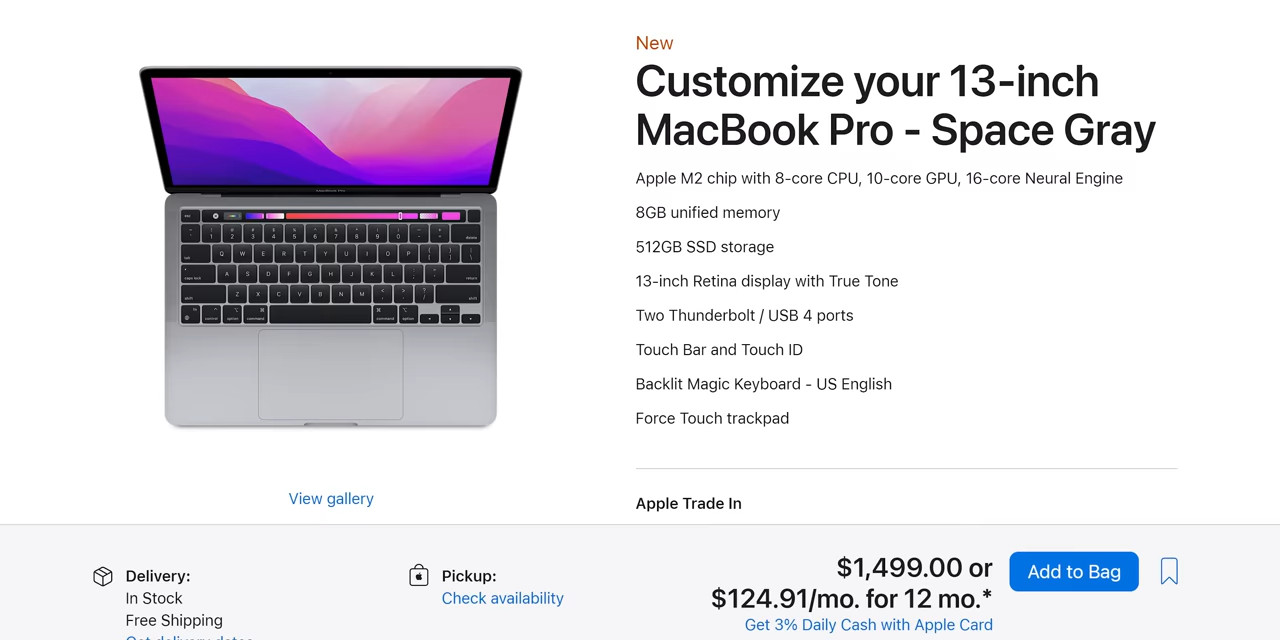 New
Customize your 13-inch
MacBook Pro - Space Gray
Apple M2 chip with 8-core CPU, 10-core GPU, 16-core Neural Engine
8GB unified memory
512GB SSD storage
13-inch Retina display with True Tone
Two Thunderbolt / USB 4 ports
Touch Bar and Touch ID
Backlit Magic Keyboard - US English
Force Touch trackpad
View gallery
Apple Trade In
Delivery:
In Stock
Free Shipping
Get delivery dates
Pickup:
Check availability
$1,499.00 or
$124.91/mo. for 12 mo.*
Get 3% Daily Cash with Apple Card
Add to Bag